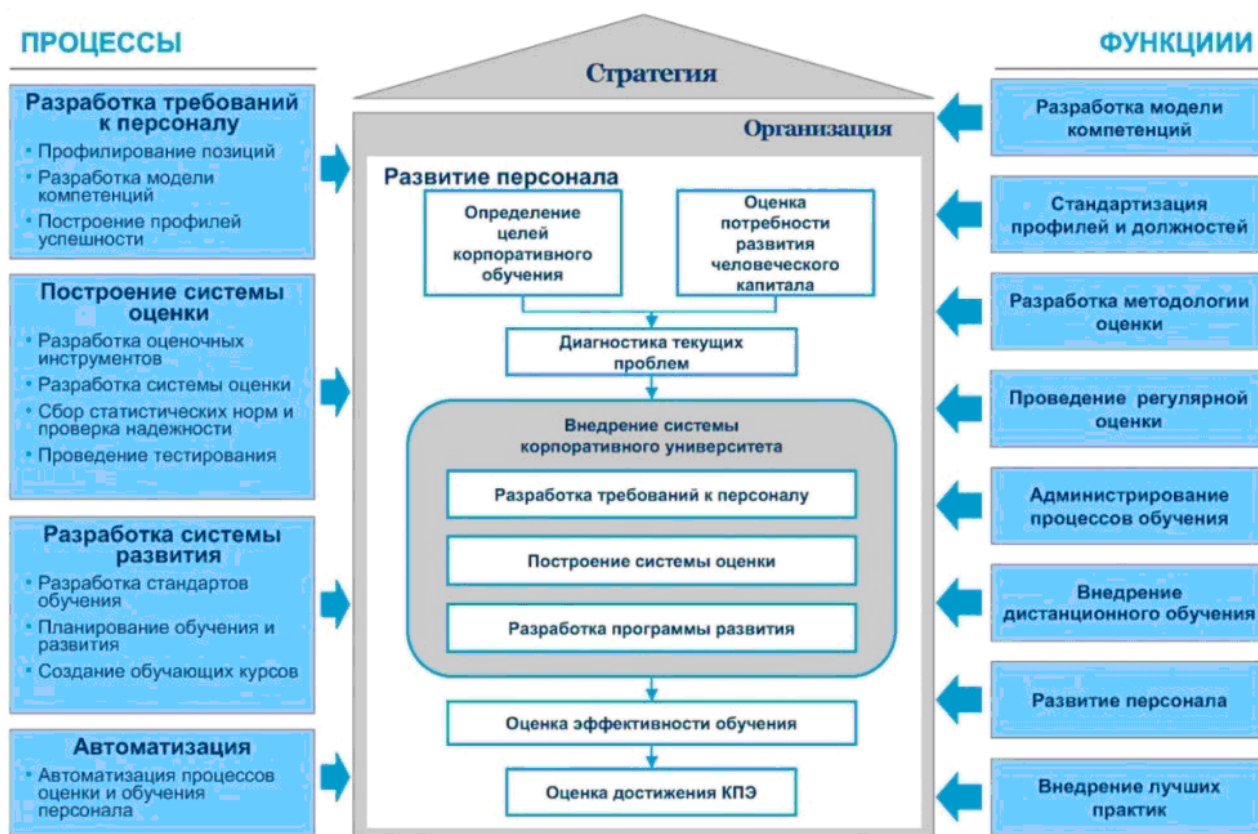 ПРОЦЕССЫ
Разработка требований
к персоналу
• Профилирование позиций
• Разработка модели
компетенций
• Построение профилей
успешности
Построение системы
оценки
• Разработка оценочных
инструментов
• Разработка системы оценки
• Сбор статистических норм и
проверка надежности
• Проведение тестирования
Разработка системы
развития
• Разработка стандартов
обучения
• Планирование обучения и
развития
• Создание обучающих курсов
Автоматизация
• Автоматизация процессов
оценки и обучения
персонала
Стратегия
Организация
Развитие персонала
Определение
целей
корпоративного
обучения
Оценка
потребности
развития
человеческого
капитала
Диагностика текущих
проблем
Внедрение системы
корпоративного университета
Разработка требований к персоналу
Построение системы оценки
Разработка программы развития
Оценка эффективности обучения
Оценка достижения КПЭ
ФУНКЦИИИ
Разработка модели
компетенций
Стандартизация
профилей и должностей
Разработка методологии
оценки
Проведение регулярной
оценки
Администрирование
процессов обучения
Внедрение
дистанционного обучения
Развитие персонала
Внедрение лучших
практик